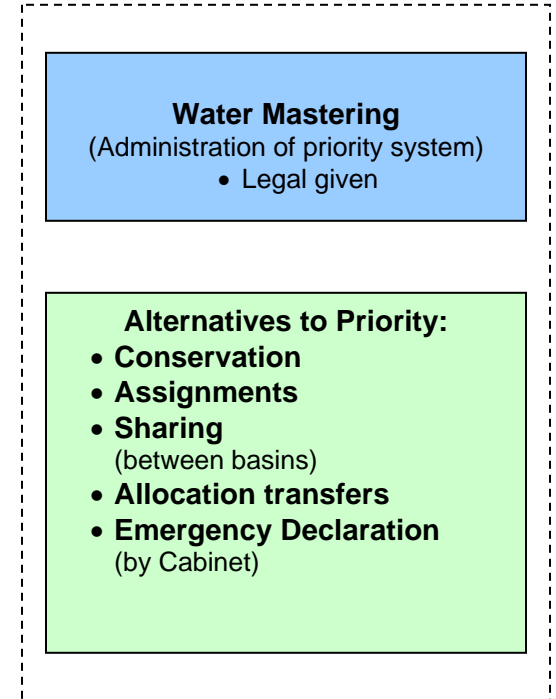 Water Mastering
(Administration of priority system)
• Legal given
Alternatives to Priority:
• Conservation
• Assignments
• Sharing
(between basins)
• Allocation transfers
• Emergency Declaration
(by Cabinet)